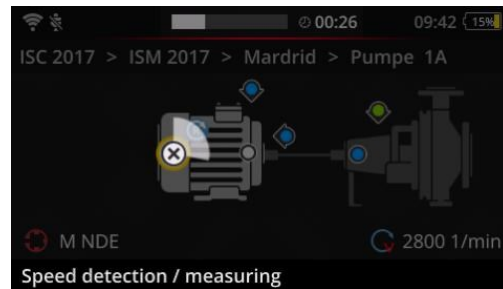 00:26 09:42 15%
ISC 2017 > ISM 2017 > Mardrid > Pumpe 1A
M NDE 2800 1/min
Speed detection / measuring